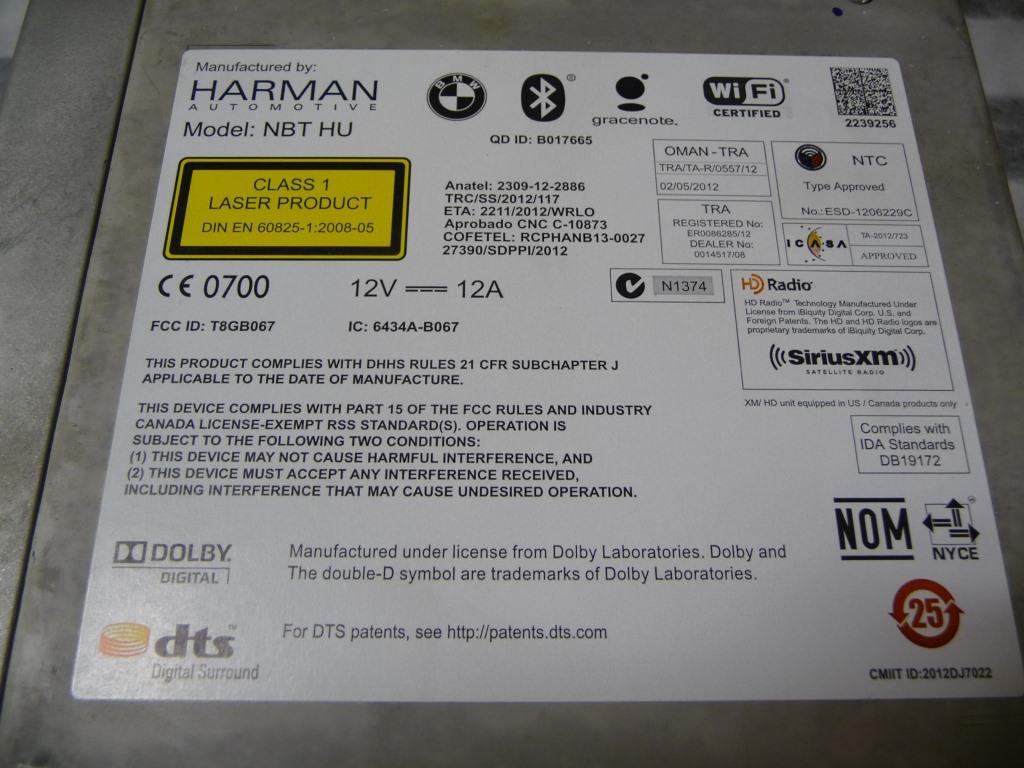 Manufactured by:
HARMAN
AUTOMOTIVE
Model: NBT HU
BMW
®
QD ID: B017665
gracenote.
Wi Fi®
CERTIFIED
2239256
CLASS 1
LASER PRODUCT
DIN EN 60825-1:2008-05
Anatel: 2309-12-2886
TRC/SS/2012/117
ETA: 2211/2012/WRLO
Aprobado CNC C-10873
COFETEL: RCPHANB13-0027
27390/SDPPI/2012
OMAN - TRA
TRA/TA-R/0557/12
02/05/2012
NTC
Type Approved
No.:ESD-1206229C
TRA
REGISTERED No:
ER0086285/12
DEALER No:
0014517/08
ICASA
TA-2012/723
APPROVED
CE 0700
12V 12A
N1374
FCC ID: T8GB067
IC: 6434A-B067
HD Radio™
HD Radio™ Technology Manufactured Under
License from iBiquity Digital Corp. U.S. and
Foreign Patents. The HD and HD Radio logos are
proprietary trademarks of iBiquity Digital Corp.
((SiriusXM))
SATELLITE RADIO
XM/ HD unit equipped in US / Canada products only
THIS PRODUCT COMPLIES WITH DHHS RULES 21 CFR SUBCHAPTER J
APPLICABLE TO THE DATE OF MANUFACTURE.
THIS DEVICE COMPLIES WITH PART 15 OF THE FCC RULES AND INDUSTRY
CANADA LICENSE-EXEMPT RSS STANDARD(S). OPERATION IS
SUBJECT TO THE FOLLOWING TWO CONDITIONS:
(1) THIS DEVICE MAY NOT CAUSE HARMFUL INTERFERENCE, AND
(2) THIS DEVICE MUST ACCEPT ANY INTERFERENCE RECEIVED,
INCLUDING INTERFERENCE THAT MAY CAUSE UNDESIRED OPERATION.
Complies with
IDA Standards
DB19172
NOM
NYCE
DOLBY
DIGITAL
Manufactured under license from Dolby Laboratories. Dolby and
The double-D symbol are trademarks of Dolby Laboratories.
25
dts™
Digital Surround
For DTS patents, see http://patents.dts.com
CMIIT ID:2012DJ7022